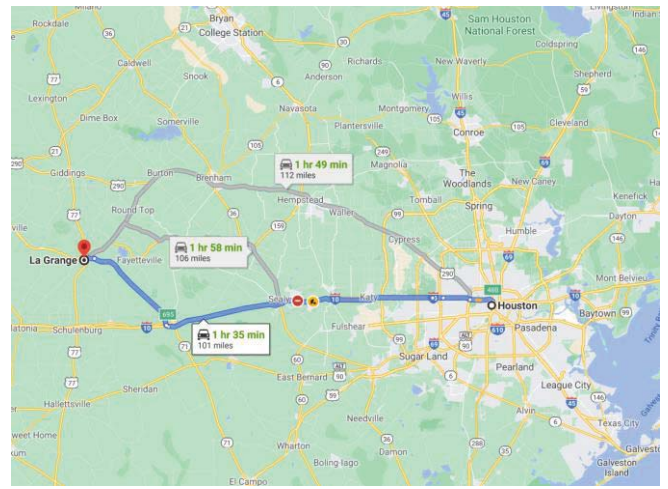 Rockdale
Bryan
College Station
Sam Houston
National Forest
Livingston
Coldspring
Shepherd
Cameron
Caldwell
Snook
Anderson
Richards
New Waverly
Willis
Lexington
Dime Box
Somerville
Navasota
Montgomery
Conroe
Cleveland
Plantersville
Magnolia
The
Woodlands
New Caney
Giddings
Burton
Brenham
1 hr 49 min
112 miles
Hempstead
Waller
Tomball
Spring
Kenefick
Dayton
Round Top
Cypress
Humble
La Grange
Fayetteville
1 hr 58 min
106 miles
Mont Belvieu
Sealy
Katy
Houston
Baytown
Schulenburg
1 hr 35 min
101 miles
Fulshear
Pasadena
Sugar Land
Pearland
League City
Sheridan
East Bernard
Hallettsville
Needville
Alvin
Texas City
Sweet Home
Wharton
Damon
Galveston
El Campo
Boling-Iago